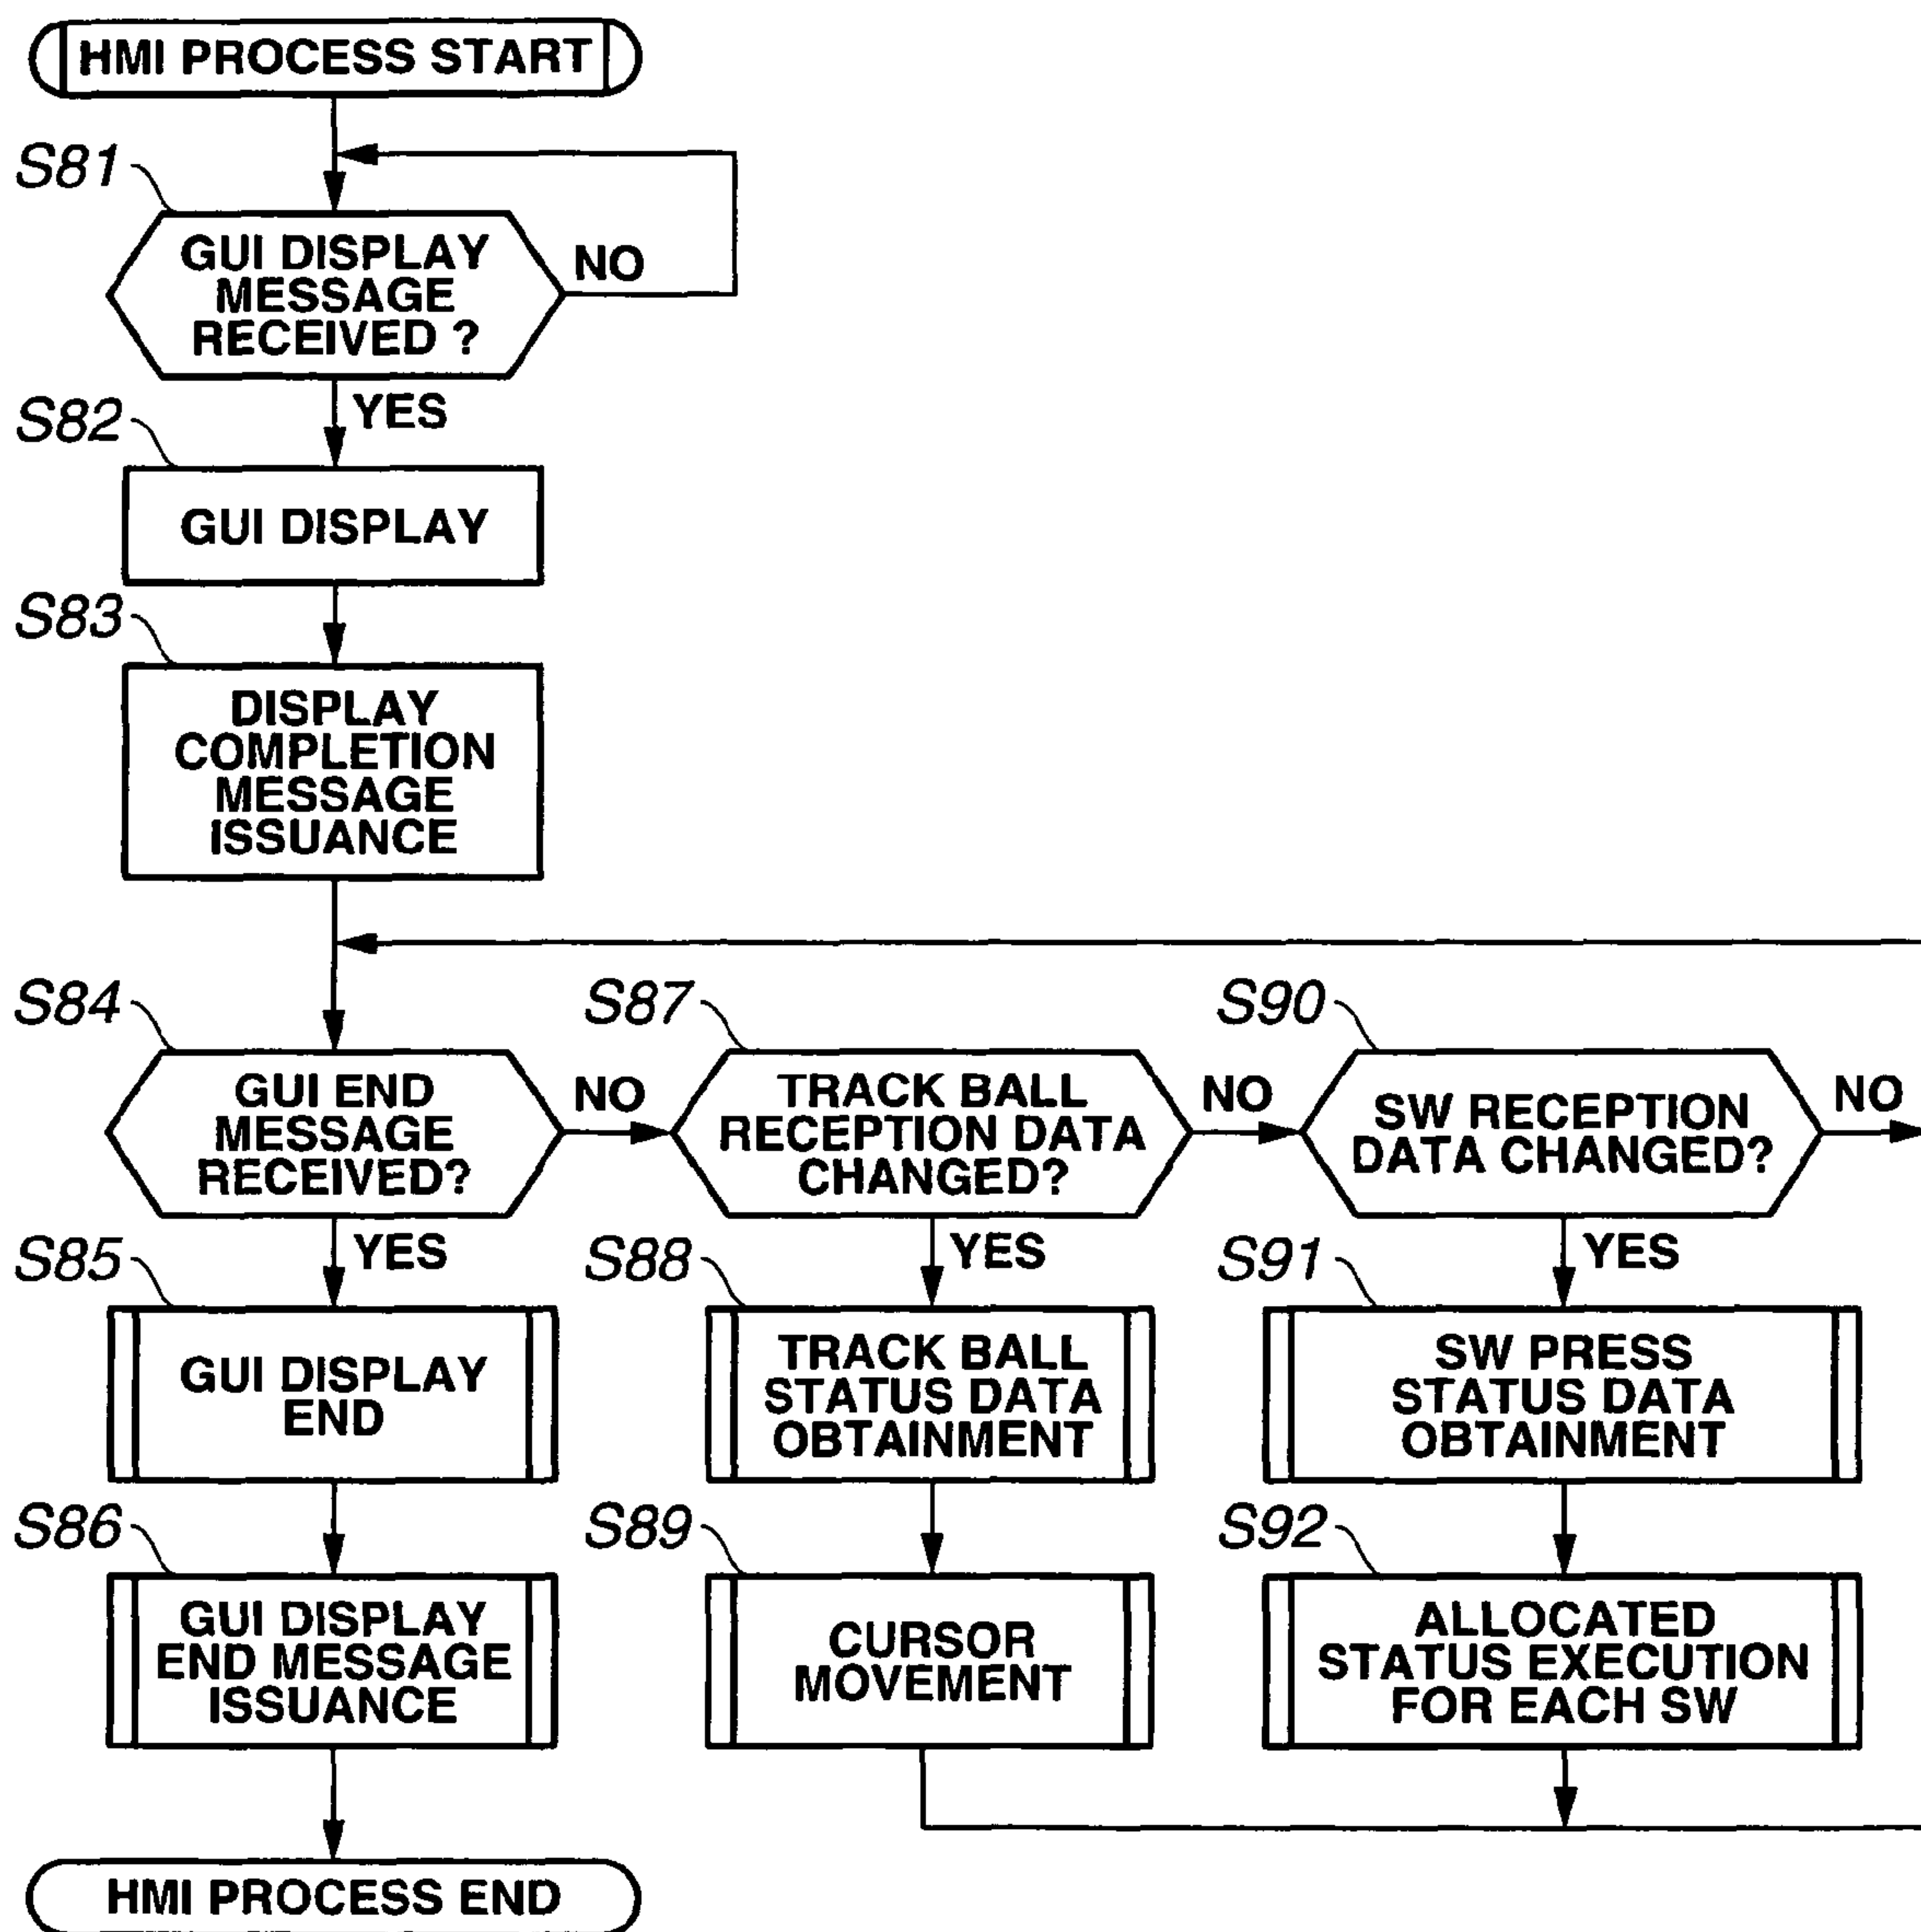 HMI PROCESS START
S81
GUI DISPLAY
MESSAGE
RECEIVED ?
NO
YES
S82
GUI DISPLAY
S83
DISPLAY
COMPLETION
MESSAGE
ISSUANCE
S84
GUI END
MESSAGE
RECEIVED?
NO
YES
S87
TRACK BALL
RECEPTION DATA
CHANGED?
NO
YES
S90
SW RECEPTION
DATA CHANGED?
NO
YES
S85
GUI DISPLAY
END
S88
TRACK BALL
STATUS DATA
OBTAINMENT
S91
SW PRESS
STATUS DATA
OBTAINMENT
S86
GUI DISPLAY
END MESSAGE
ISSUANCE
S89
CURSOR
MOVEMENT
S92
ALLOCATED
STATUS EXECUTION
FOR EACH SW
HMI PROCESS END